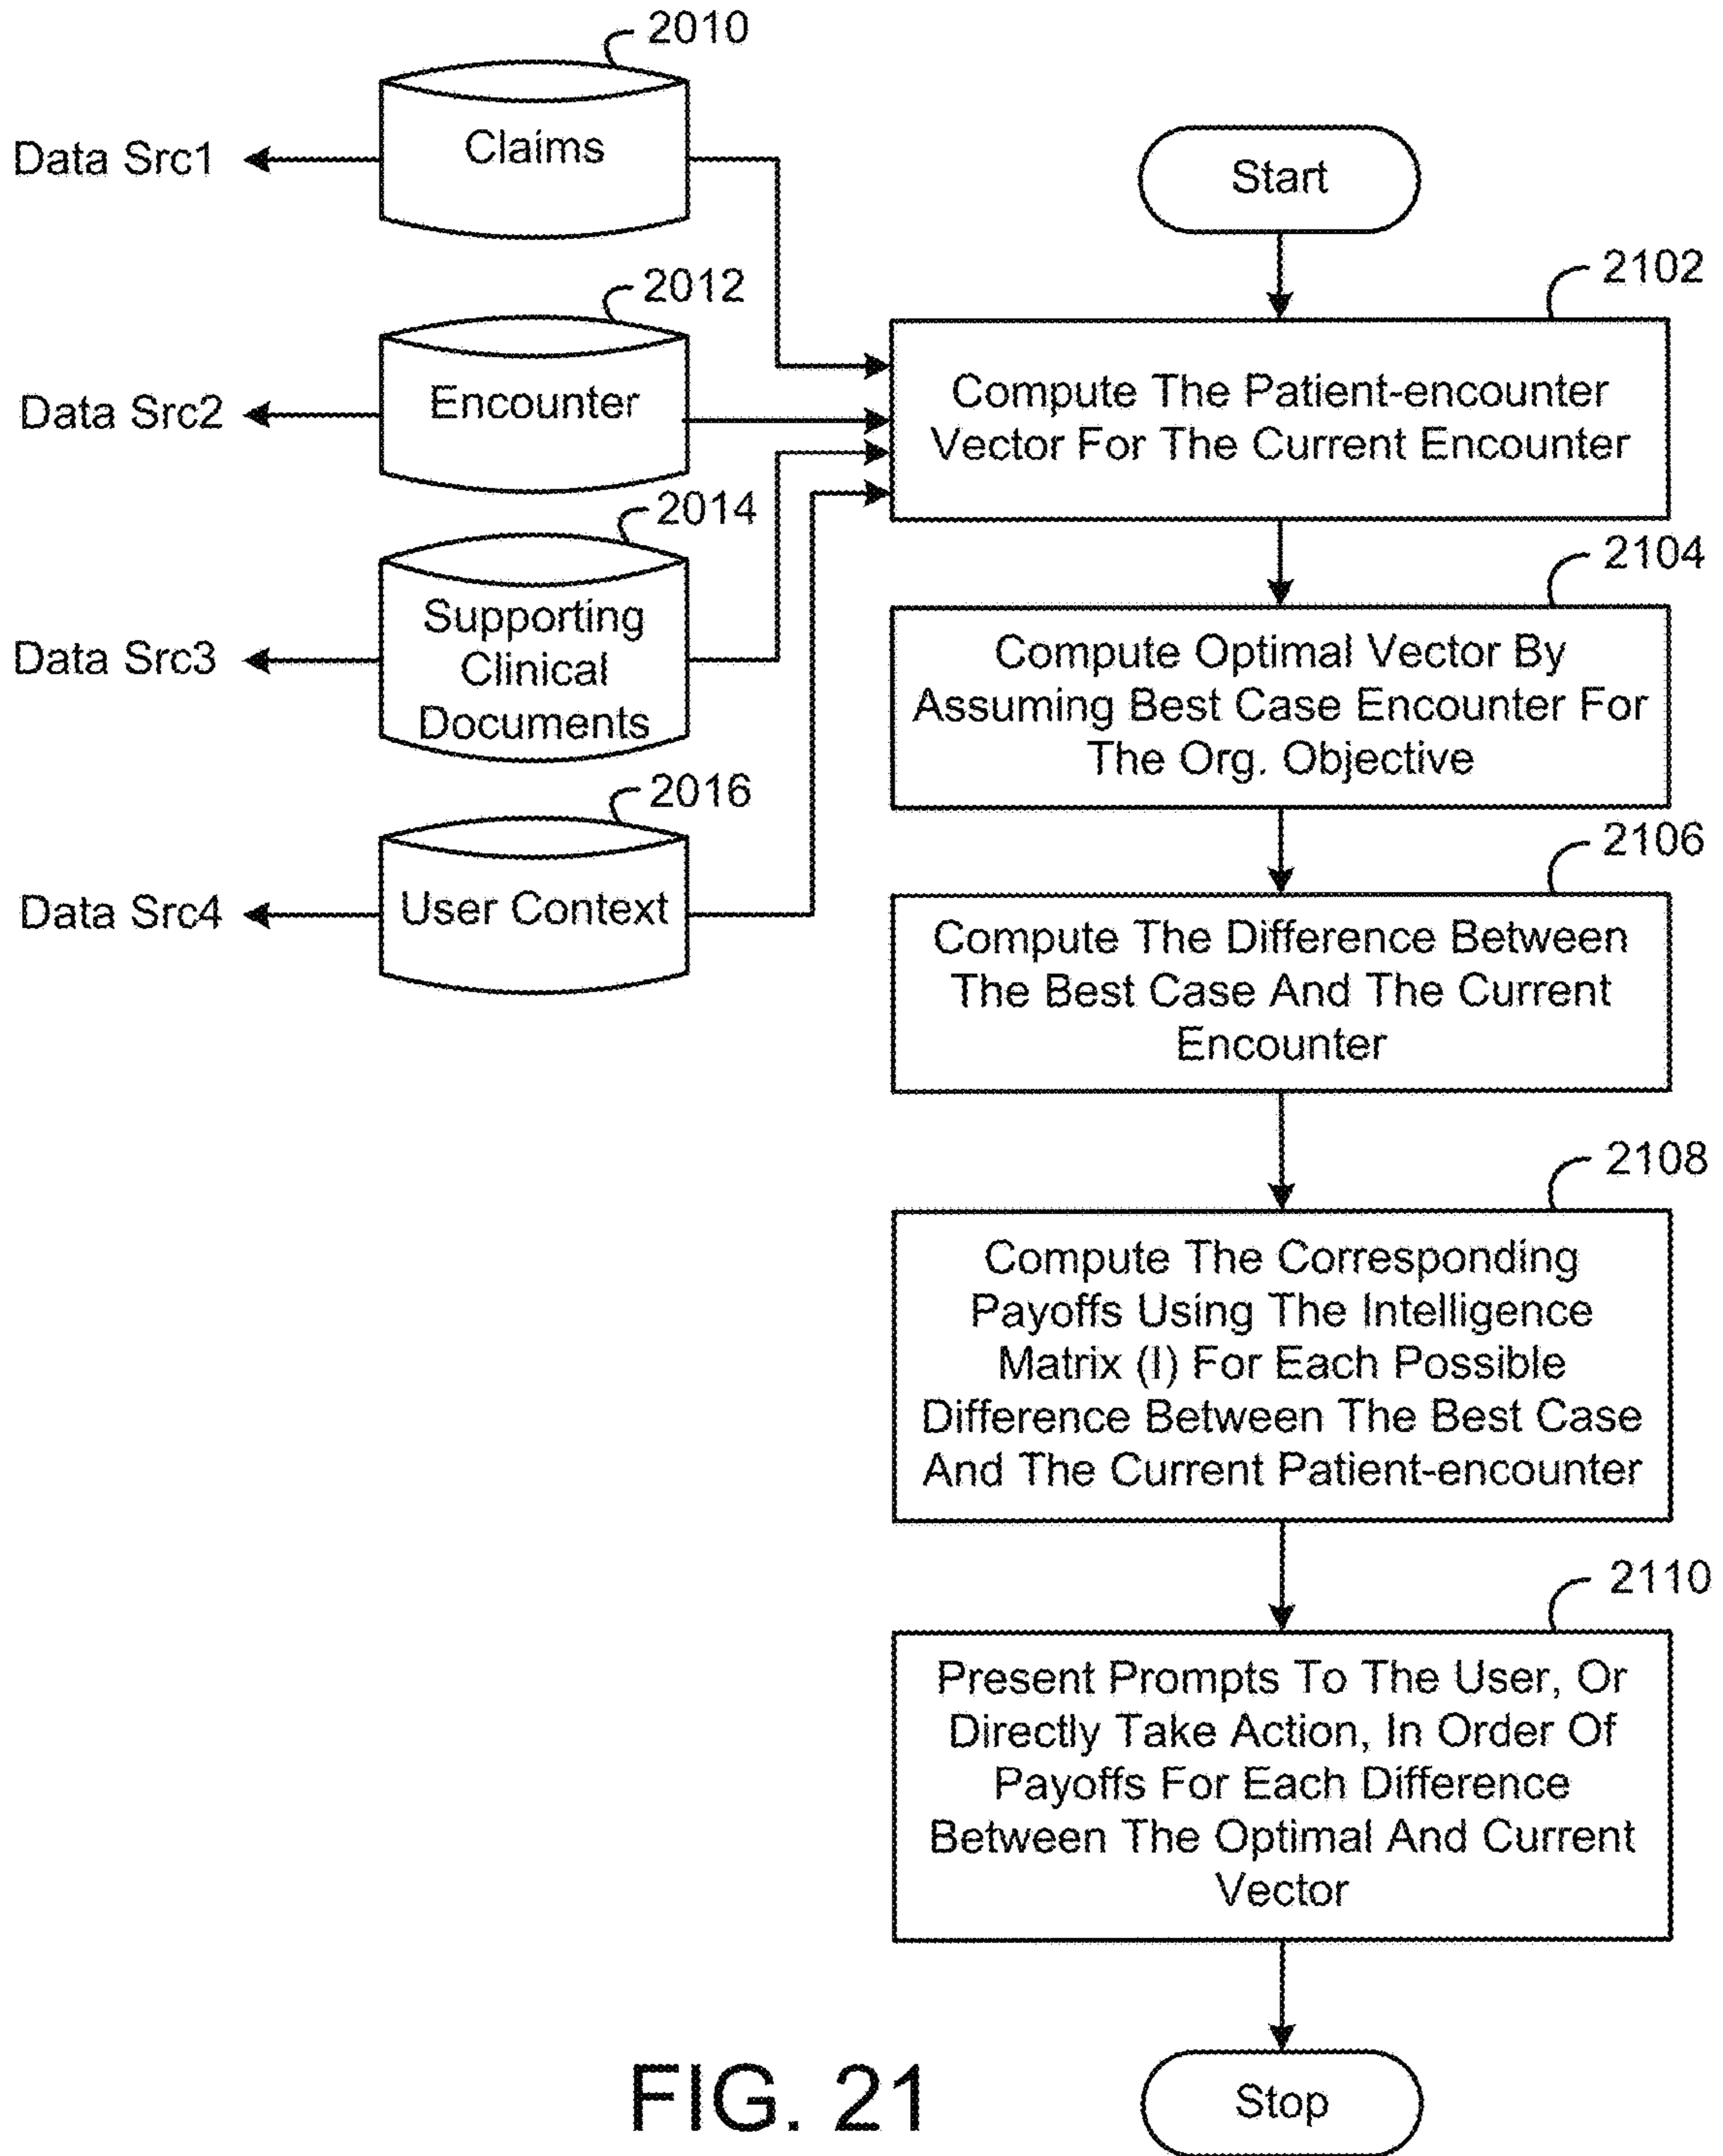 2010
Claims
Data Src1
2012
Encounter
Data Src2
2014
Supporting
Clinical
Documents
Data Src3
2016
User Context
Data Src4
Start
2102
Compute The Patient-encounter
Vector For The Current Encounter
2104
Compute Optimal Vector By
Assuming Best Case Encounter For
The Org. Objective
2106
Compute The Difference Between
The Best Case And The Current
Encounter
2108
Compute The Corresponding
Payoffs Using The Intelligence
Matrix (I) For Each Possible
Difference Between The Best Case
And The Current Patient-encounter
2110
Present Prompts To The User, Or
Directly Take Action, In Order Of
Payoffs For Each Difference
Between The Optimal And Current
Vector
Stop
FIG. 21